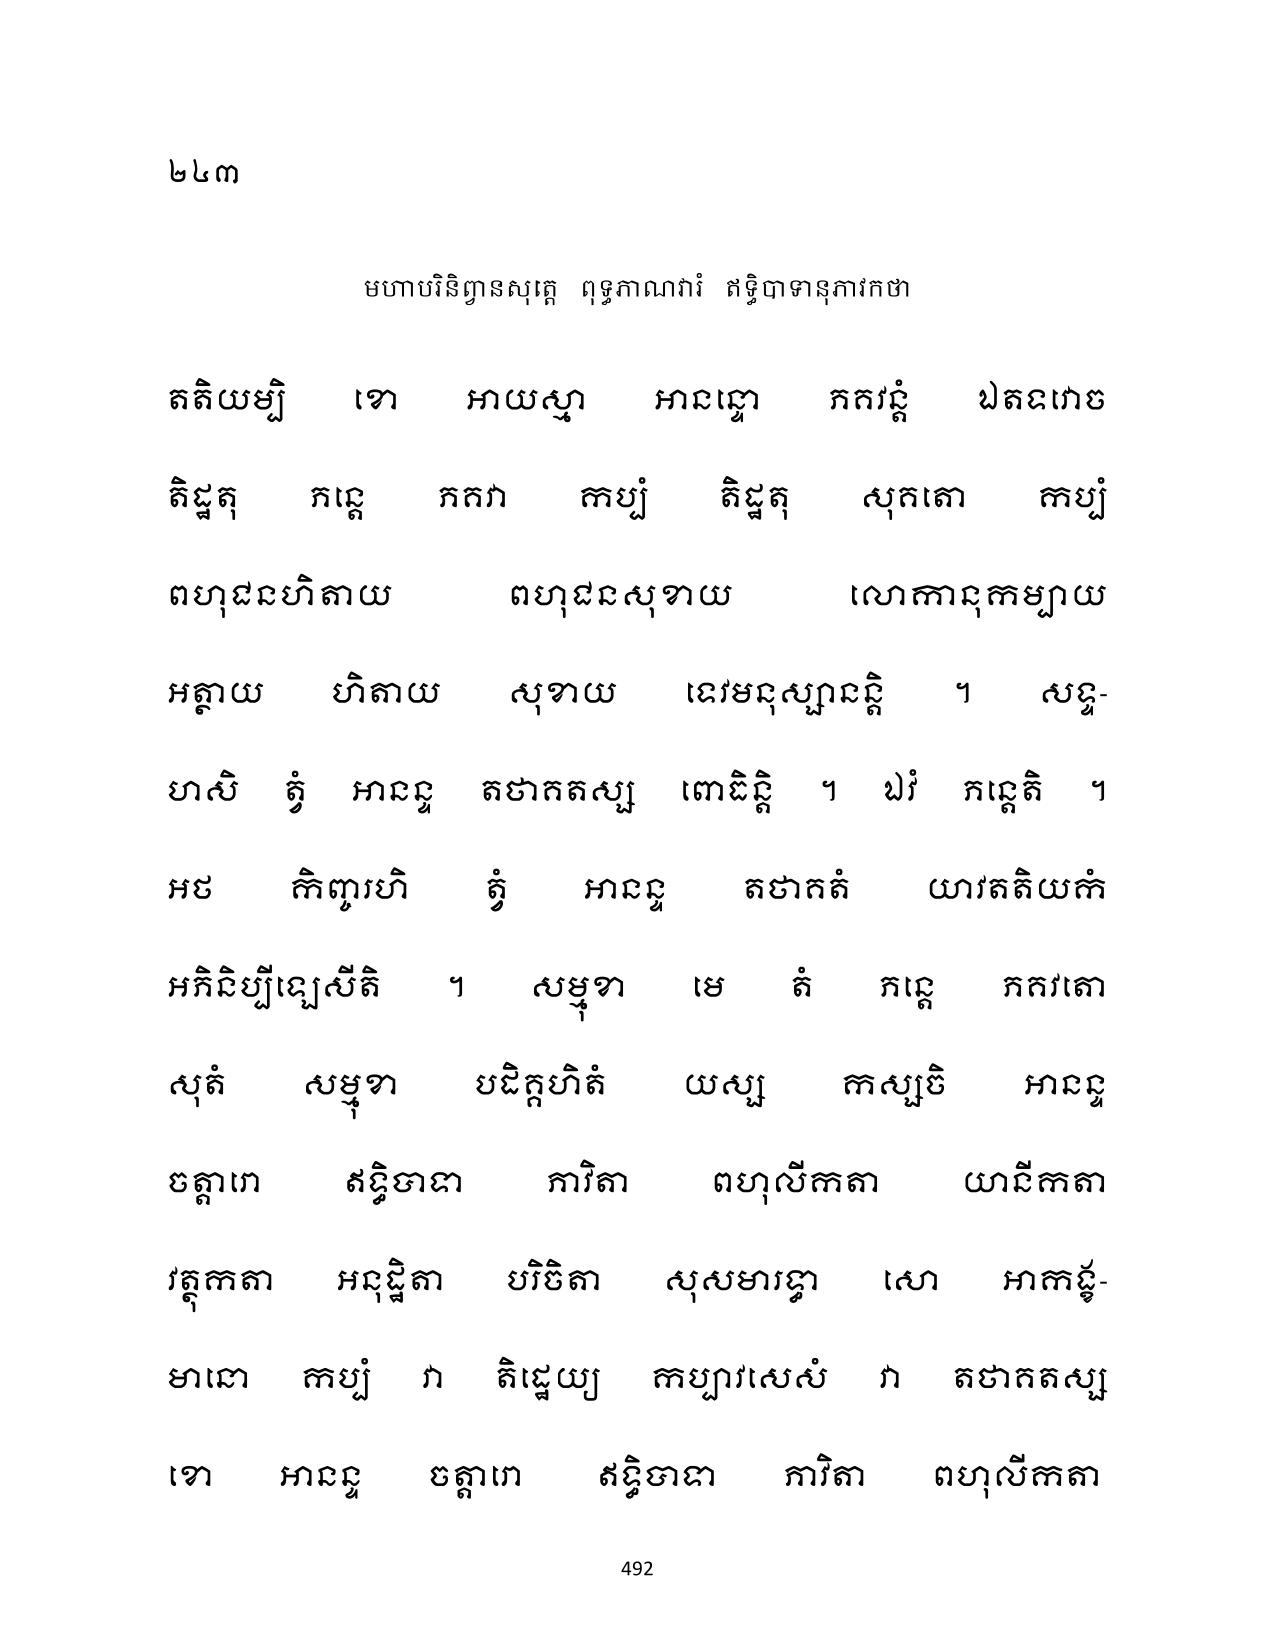 ២៤៣
មហាបរិនិព្វានសុត្តេ ពុទ្ធភាណវារំ ឥទ្ធិបាទានុភាវកថា
តតិយម្បិ ខោ អាយស្មា អានន្ទោ ភគវន្តំ ឯតទវោច
តិដ្ឋតុ ភន្តេ ភគវា កប្បំ តិដ្ឋតុ សុគតោ កប្បំ
ពហុជនហិតាយ ពហុជនសុខាយ លោកានុកម្បាយ
អត្ថាយ ហិតាយ សុខាយ ទេវមនុស្សានន្តិ ។ សទ្ទ-
ហសិ ត្វំ អានន្ទ តថាគតស្ស ពោធិន្តិ ។ ឯវំ ភន្តេតិ ។
អថ កិញ្ចរហិ ត្វំ អានន្ទ តថាគតំ យាវតតិយកំ
អភិនិប្បីឡេសីតិ ។ សម្មុខា មេ តំ ភន្តេ ភគវតោ
សុតំ សម្មុខា បដិគ្គហិតំ យស្ស កស្សចិ អានន្ទ
ចត្តារោ ឥទ្ធិបាទា ភាវិតា ពហុលីកតា យានីកតា
វត្ថុកតា អនុដ្ឋិតា បរិចិតា សុសមារទ្ធា សោ អាកង្ខ-
មានោ កប្បំ វា តិដ្ឋេយ្យ កប្បាវសេសំ វា តថាគតស្ស
ខោ អានន្ទ ចត្តារោ ឥទ្ធិបាទា ភាវិតា ពហុលីកតា
492